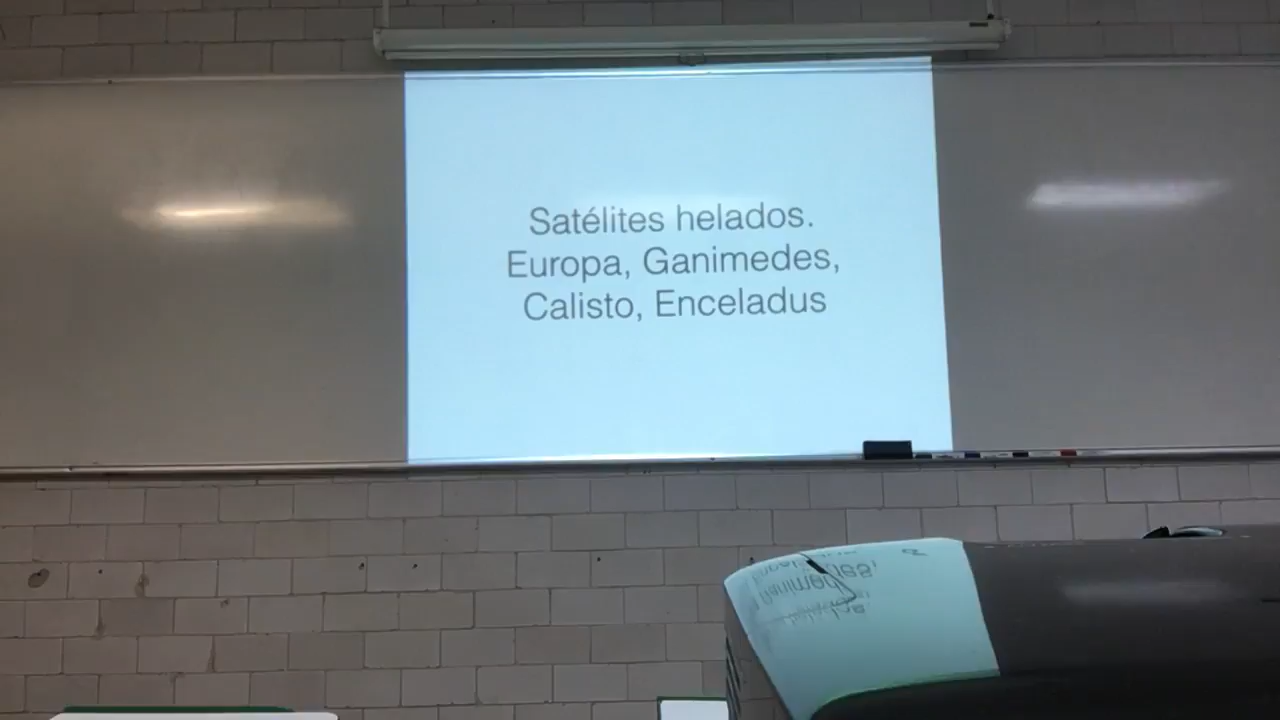 Satélites helados.
Europa, Ganimedes,
Calisto, Enceladus